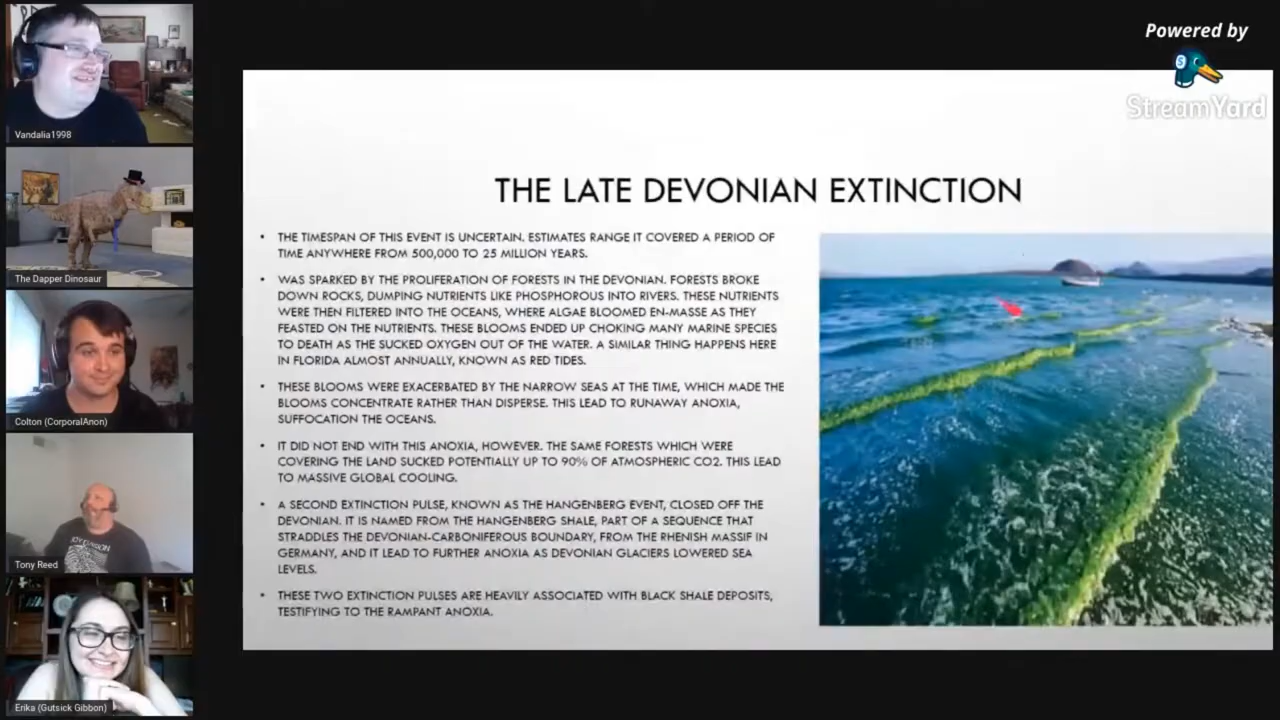 Powered by
StreamYard
Vandalia1998
The Dapper Dinosaur
Colton (CorporalAnon)
JOY DIVISION
Tony Reed
Erika (Gutsick Gibbon)
THE LATE DEVONIAN EXTINCTION
• THE TIMESPAN OF THIS EVENT IS UNCERTAIN. ESTIMATES RANGE IT COVERED A PERIOD OF
TIME ANYWHERE FROM 500,000 TO 25 MILLION YEARS.
• WAS SPARKED BY THE PROLIFERATION OF FORESTS IN THE DEVONIAN. FORESTS BROKE
DOWN ROCKS, DUMPING NUTRIENTS LIKE PHOSPHOROUS INTO RIVERS. THESE NUTRIENTS
WERE THEN FILTERED INTO THE OCEANS, WHERE ALGAE BLOOMED EN-MASSE AS THEY
FEASTED ON THE NUTRIENTS. THESE BLOOMS ENDED UP CHOKING MANY MARINE SPECIES
TO DEATH AS THE SUCKED OXYGEN OUT OF THE WATER. A SIMILAR THING HAPPENS HERE
IN FLORIDA ALMOST ANNUALLY, KNOWN AS RED TIDES.
• THESE BLOOMS WERE EXACERBATED BY THE NARROW SEAS AT THE TIME, WHICH MADE THE
BLOOMS CONCENTRATE RATHER THAN DISPERSE. THIS LEAD TO RUNAWAY ANOXIA,
SUFFOCATION THE OCEANS.
• IT DID NOT END WITH THIS ANOXIA, HOWEVER. THE SAME FORESTS WHICH WERE
COVERING THE LAND SUCKED POTENTIALLY UP TO 90% OF ATMOSPHERIC CO2. THIS LEAD
TO MASSIVE GLOBAL COOLING.
• A SECOND EXTINCTION PULSE, KNOWN AS THE HANGENBERG EVENT, CLOSED OFF THE
DEVONIAN. IT IS NAMED FROM THE HANGENBERG SHALE, PART OF A SEQUENCE THAT
STRADDLES THE DEVONIAN-CARBONIFEROUS BOUNDARY, FROM THE RHENISH MASSIF IN
GERMANY, AND IT LEAD TO FURTHER ANOXIA AS DEVONIAN GLACIERS LOWERED SEA
LEVELS.
• THESE TWO EXTINCTION PULSES ARE HEAVILY ASSOCIATED WITH BLACK SHALE DEPOSITS,
TESTIFYING TO THE RAMPANT ANOXIA.